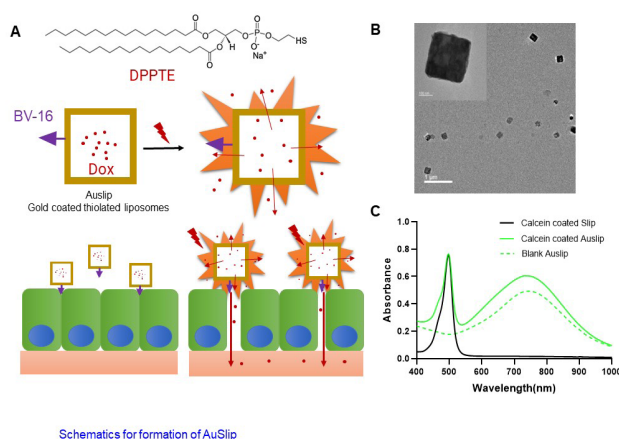 A
O
O
O
O
H
O
P
O
O-
Na+
HS
DPPTE
BV-16
Dox
Auslip
Gold coated thiolated liposomes
Schematics for formation of AuSlip
B
1 µm
C
Calcein coated Slip
Calcein coated Auslip
Blank Auslip
Absorbance
1.0
0.8
0.6
0.4
0.2
0.0
400 500 600 700 800 900 1000
Wavelength(nm)